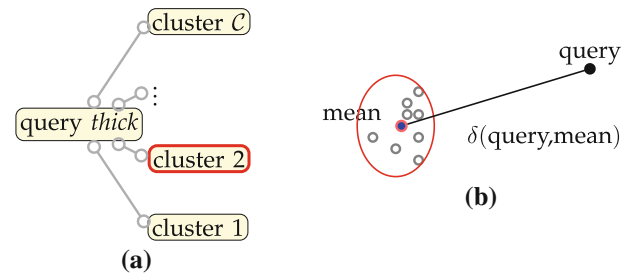 cluster C
⋮
query thick
cluster 2
cluster 1
(a)
query
mean
δ(query,mean)
(b)